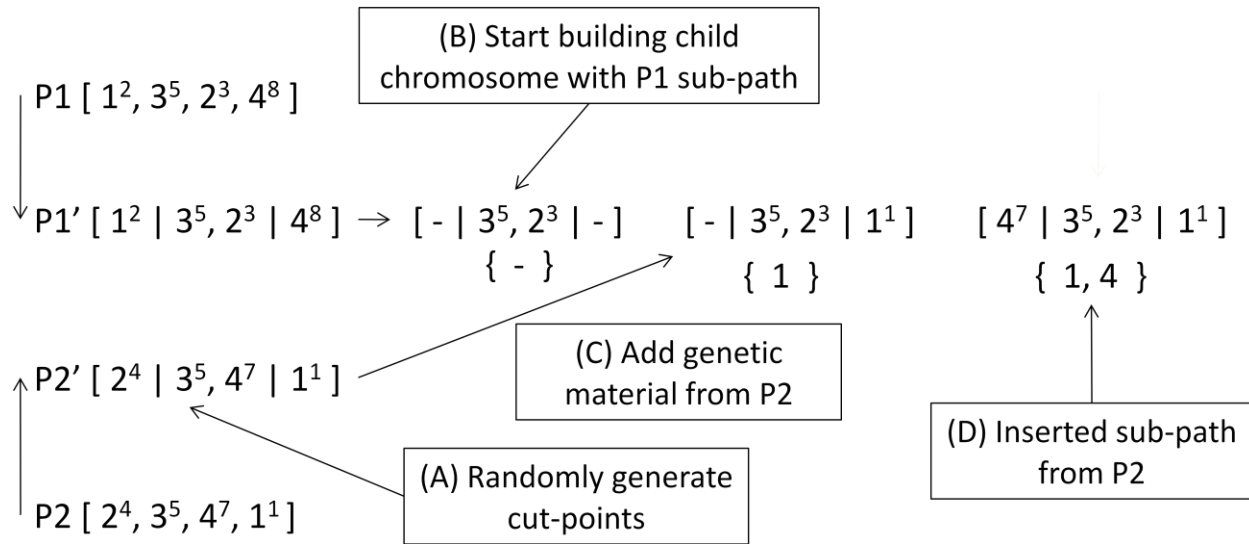 (B) Start building child
chromosome with P1 sub-path
P1 [ 1², 3⁵, 2³, 4⁸ ]
P1’ [ 1² | 3⁵, 2³ | 4⁸ ]
[ - | 3⁵, 2³ | - ]
[ - | 3⁵, 2³ | 1¹ ]
[ 4⁷ | 3⁵, 2³ | 1¹ ]
{ - }
{ 1 }
{ 1, 4 }
(C) Add genetic
material from P2
P2’ [ 2⁴ | 3⁵, 4⁷ | 1¹ ]
(D) Inserted sub-path
from P2
(A) Randomly generate
cut-points
P2 [ 2⁴, 3⁵, 4⁷, 1¹ ]